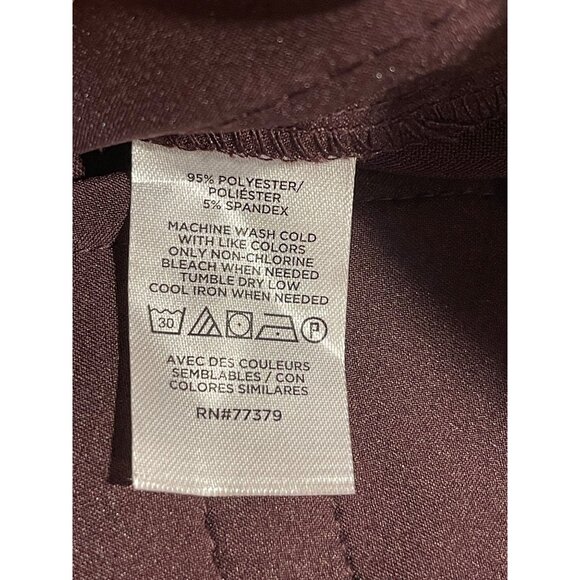 95% POLYESTER/
POLIÉSTER
5% SPANDEX
MACHINE WASH COLD
WITH LIKE COLORS
ONLY NON-CHLORINE
BLEACH WHEN NEEDED
TUMBLE DRY LOW
COOL IRON WHEN NEEDED
30 P
AVEC DES COULEURS
SEMBLABLES / CON
COLORES SIMILARES
RN#77379